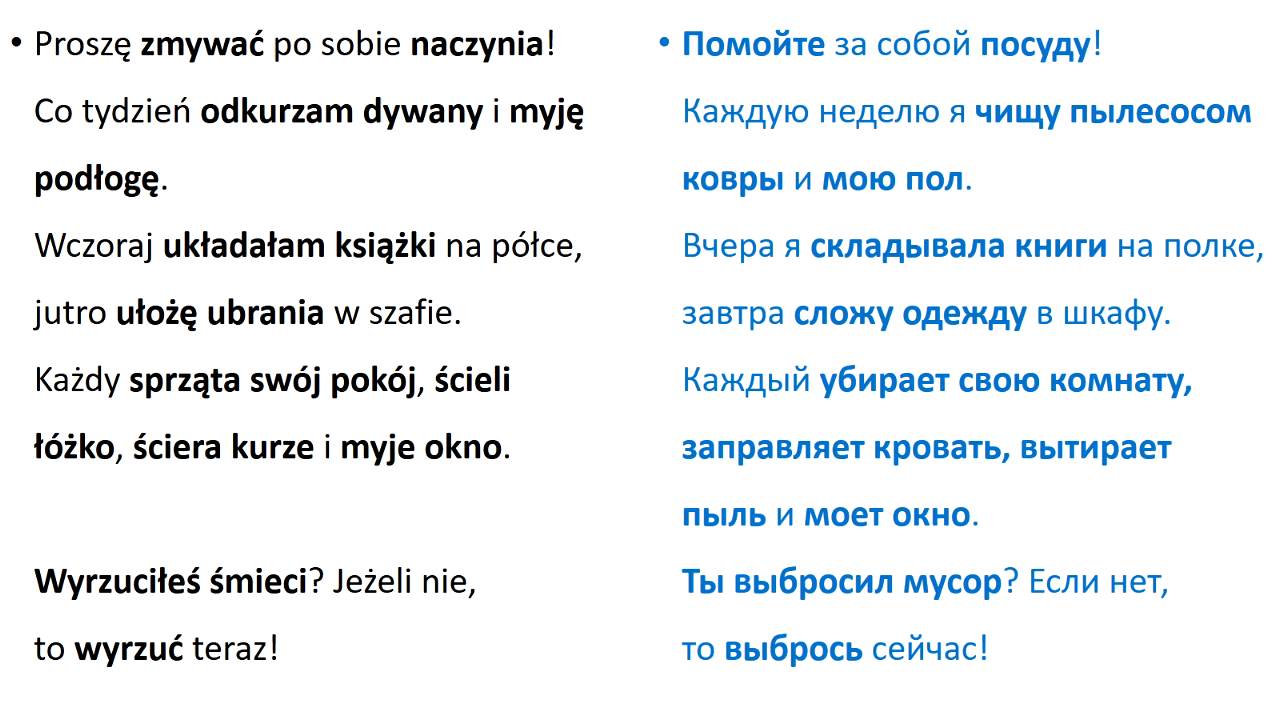 • Proszę zmywać po sobie naczynia!
Co tydzień odkurzam dywany i myję
podłogę.
Wczoraj układałam książki na półce,
jutro ułożę ubrania w szafie.
Każdy sprząta swój pokój, ścieli
łóżko, ściera kurze i myje okno.
Wyrzuciłeś śmieci? Jeżeli nie,
to wyrzuć teraz!
• Помойте за собой посуду!
Каждую неделю я чищу пылесосом
ковры и мою пол.
Вчера я складывала книги на полке,
завтра сложу одежду в шкафу.
Каждый убирает свою комнату,
заправляет кровать, вытирает
пыль и моет окно.
Ты выбросил мусор? Если нет,
то выбрось сейчас!